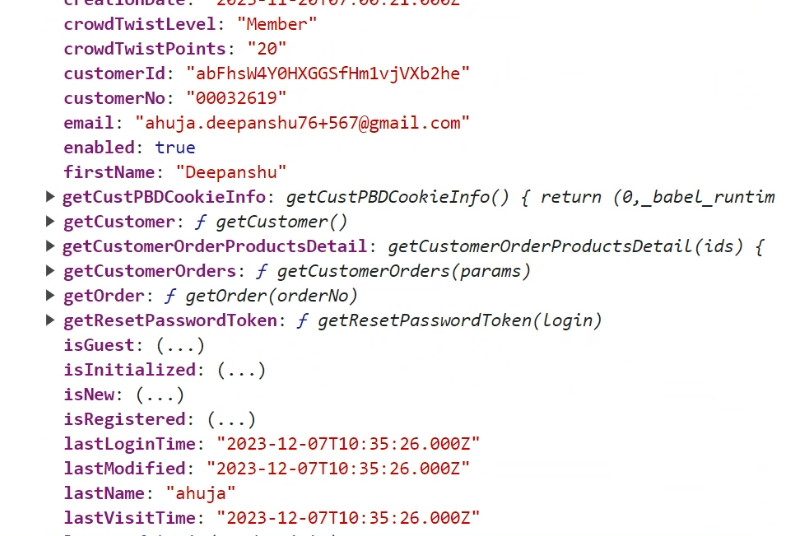 creationDate: "2023-11-20T07:00:21.000Z"
crowdTwistLevel: "Member"
crowdTwistPoints: "20"
customerId: "abFhsW4Y0HXGGSfHm1vjVXb2he"
customerNo: "00032619"
email: "ahuja.deepanshu76+567@gmail.com"
enabled: true
firstName: "Deepanshu"
getCustPBDCookieInfo: getCustPBDCookieInfo() { return (0,_babel_runtim
getCustomer: ƒ getCustomer()
getCustomerOrderProductsDetail: getCustomerOrderProductsDetail(ids) {
getCustomerOrders: ƒ getCustomerOrders(params)
getOrder: ƒ getOrder(orderNo)
getResetPasswordToken: ƒ getResetPasswordToken(login)
isGuest: (...)
isInitialized: (...)
isNew: (...)
isRegistered: (...)
lastLoginTime: "2023-12-07T10:35:26.000Z"
lastModified: "2023-12-07T10:35:26.000Z"
lastName: "ahuja"
lastVisitTime: "2023-12-07T10:35:26.000Z"